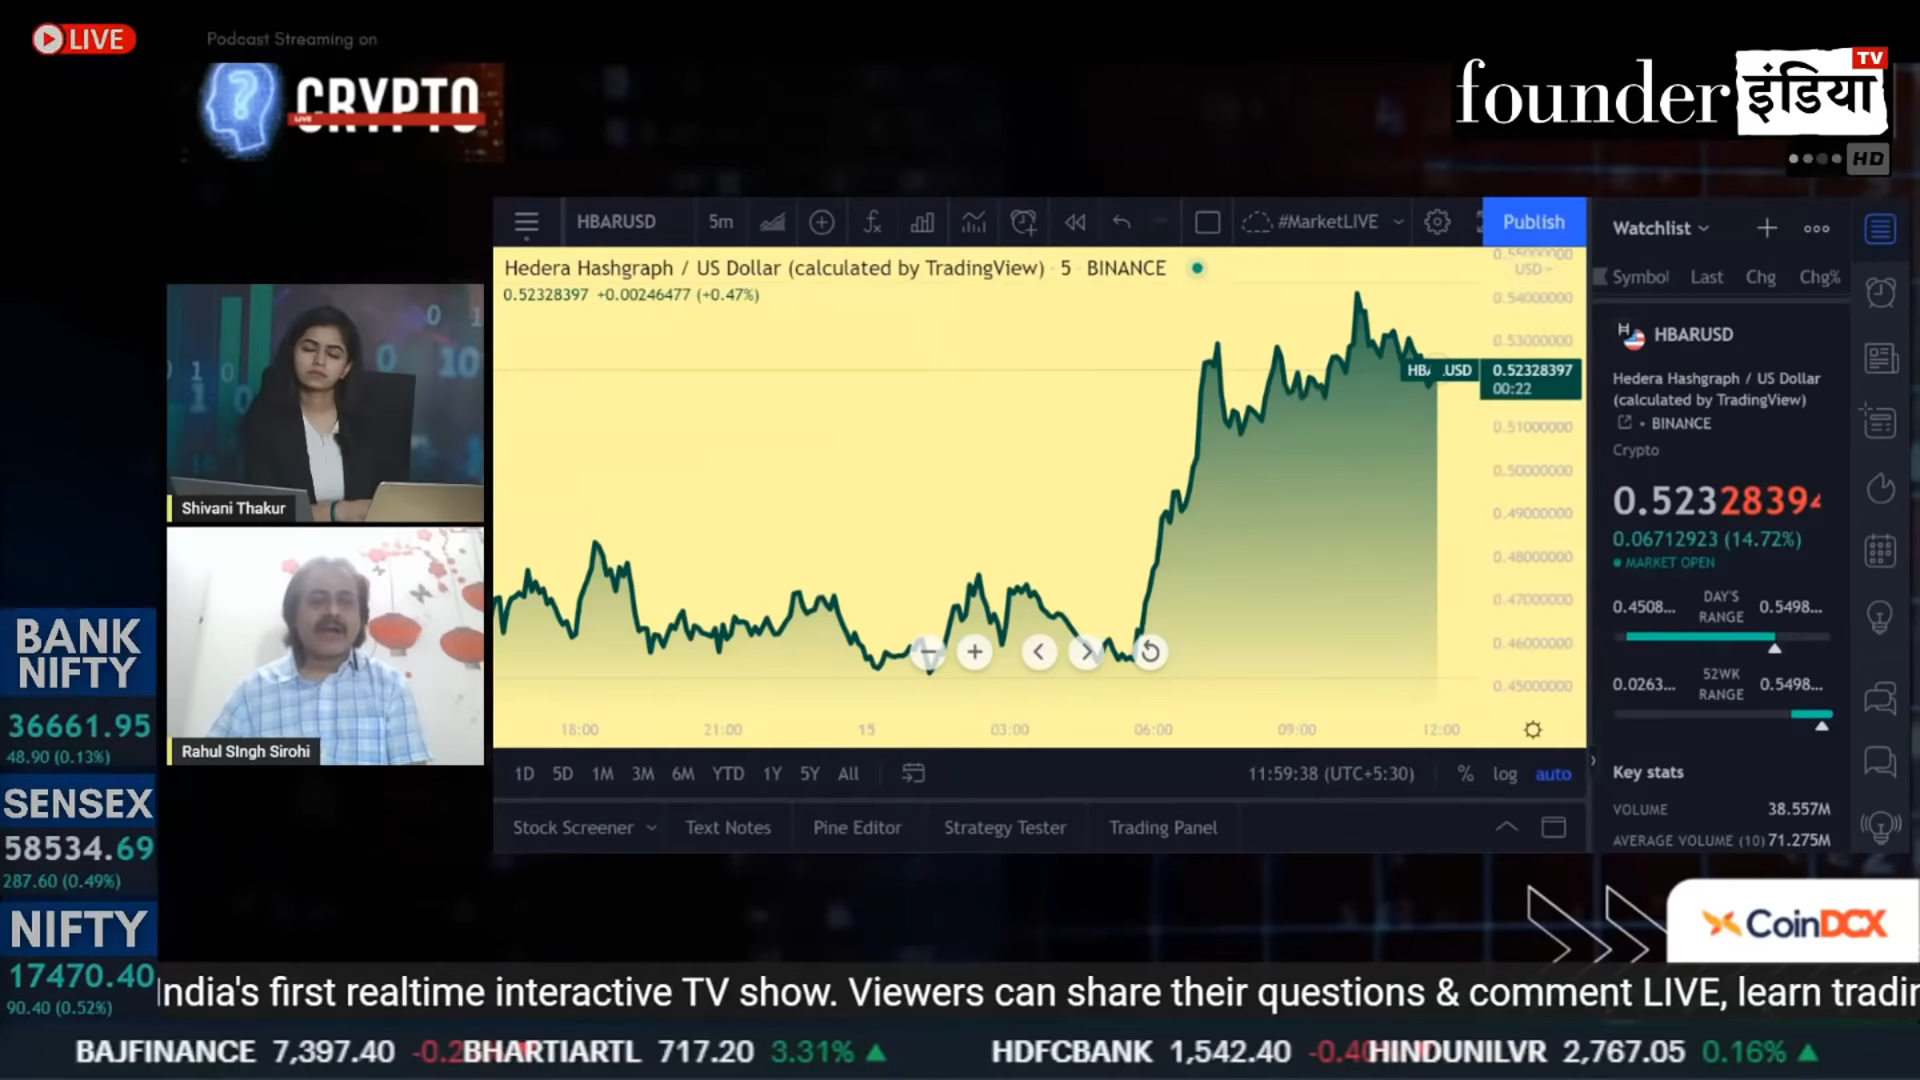 LIVE
Podcast Streaming on
CRYPTO
LIVE
founder इंडिया
TV
HD
HBARUSD
5m
#MarketLIVE
Publish
Watchlist
Symbol Last Chg Chg%
Hedera Hashgraph / US Dollar (calculated by TradingView) · 5 BINANCE
0.52328397 +0.00246477 (+0.47%)
USD
0.55000000
0.54000000
0.53000000
0.52328397
00:22
0.51000000
0.50000000
0.49000000
0.48000000
0.47000000
0.46000000
0.45000000
18:00 21:00 15 03:00 06:00 09:00 12:00
1D 5D 1M 3M 6M YTD 1Y 5Y All
11:59:38 (UTC+5:30) % log auto
Stock Screener Text Notes Pine Editor Strategy Tester Trading Panel
HBARUSD
Hedera Hashgraph / US Dollar
(calculated by TradingView)
• BINANCE
Crypto
0.06712923 (14.72%)
MARKET OPEN
0.4508... DAY'S RANGE 0.5498...
0.0263... 52WK RANGE 0.5498...
Key stats
VOLUME 38.557M
AVERAGE VOLUME (10) 71.275M
Shivani Thakur
Rahul SIngh Sirohi
BANK
NIFTY
36661.95
48.90 (0.13%)
SENSEX
58534.69
287.60 (0.49%)
NIFTY
17470.40
90.40 (0.52%)
CoinDCX
India's first realtime interactive TV show. Viewers can share their questions & comment LIVE, learn
BAJFINANCE 7,397.40 BHARTIARTL 717.20 3.31% ▲ HDFCBANK 1,542.40 HINDUNILVR 2,767.05 0.16% ▲